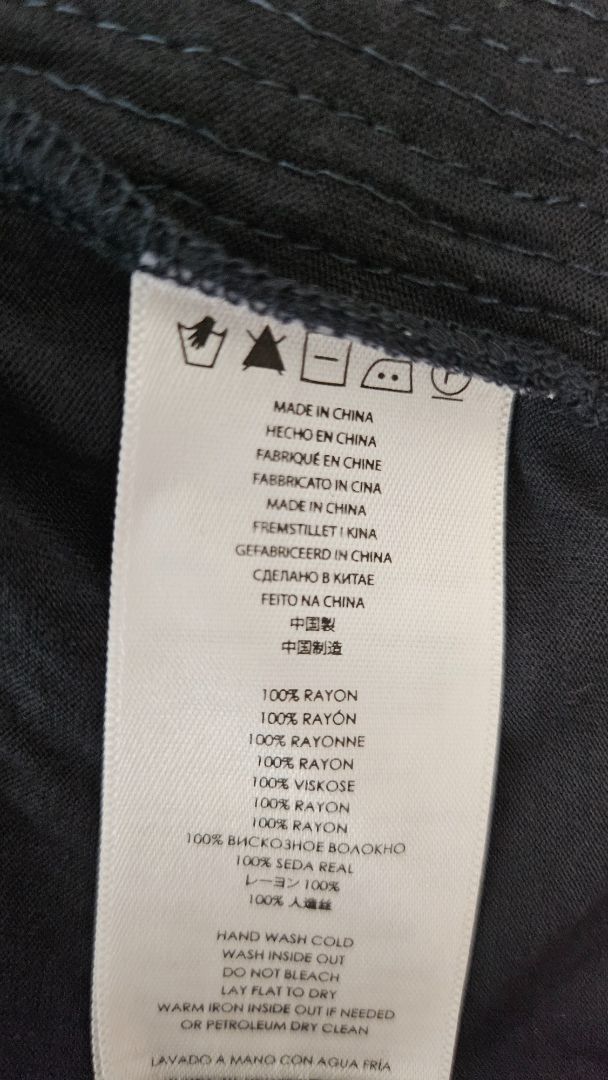 MADE IN CHINA
HECHO EN CHINA
FABRIQUÉ EN CHINE
FABBRICATO IN CINA
MADE IN CHINA
FREMSTILLET I KINA
GEFABRICEERD IN CHINA
СДЕЛАНО В КИТАЕ
FEITO NA CHINA
中国製
中国制造
100% RAYON
100% RAYÓN
100% RAYONNE
100% RAYON
100% VISKOSE
100% RAYON
100% RAYON
100% ВИСКОЗНОЕ ВОЛОКНО
100% SEDA REAL
レーヨン 100%
100% 人造絲
HAND WASH COLD
WASH INSIDE OUT
DO NOT BLEACH
LAY FLAT TO DRY
WARM IRON INSIDE OUT IF NEEDED
OR PETROLEUM DRY CLEAN
LAVADO A MANO CON AGUA FRÍA